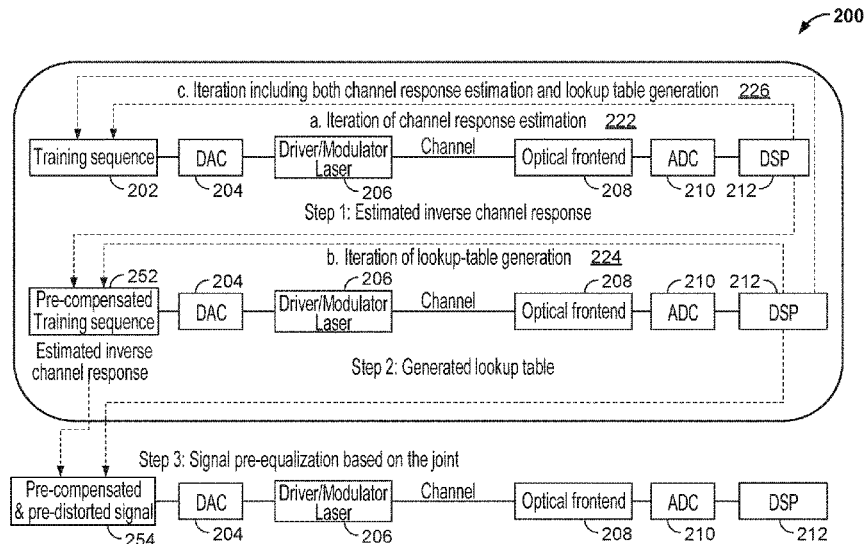 200
c. Iteration including both channel response estimation and lookup table generation 226
a. Iteration of channel response estimation 222
Training sequence
202
DAC
204
Driver/Modulator
Laser
206
Channel
Optical frontend
208
ADC
210
DSP
212
Step 1: Estimated inverse channel response
b. Iteration of lookup-table generation 224
252
Pre-compensated
Training sequence
204
DAC
206
Driver/Modulator
Laser
Channel
208
Optical frontend
210
ADC
212
DSP
Estimated inverse
channel response
Step 2: Generated lookup table
Step 3: Signal pre-equalization based on the joint
Pre-compensated
& pre-distorted signal
254
DAC
204
Driver/Modulator
Laser
206
Channel
Optical frontend
208
ADC
210
DSP
212